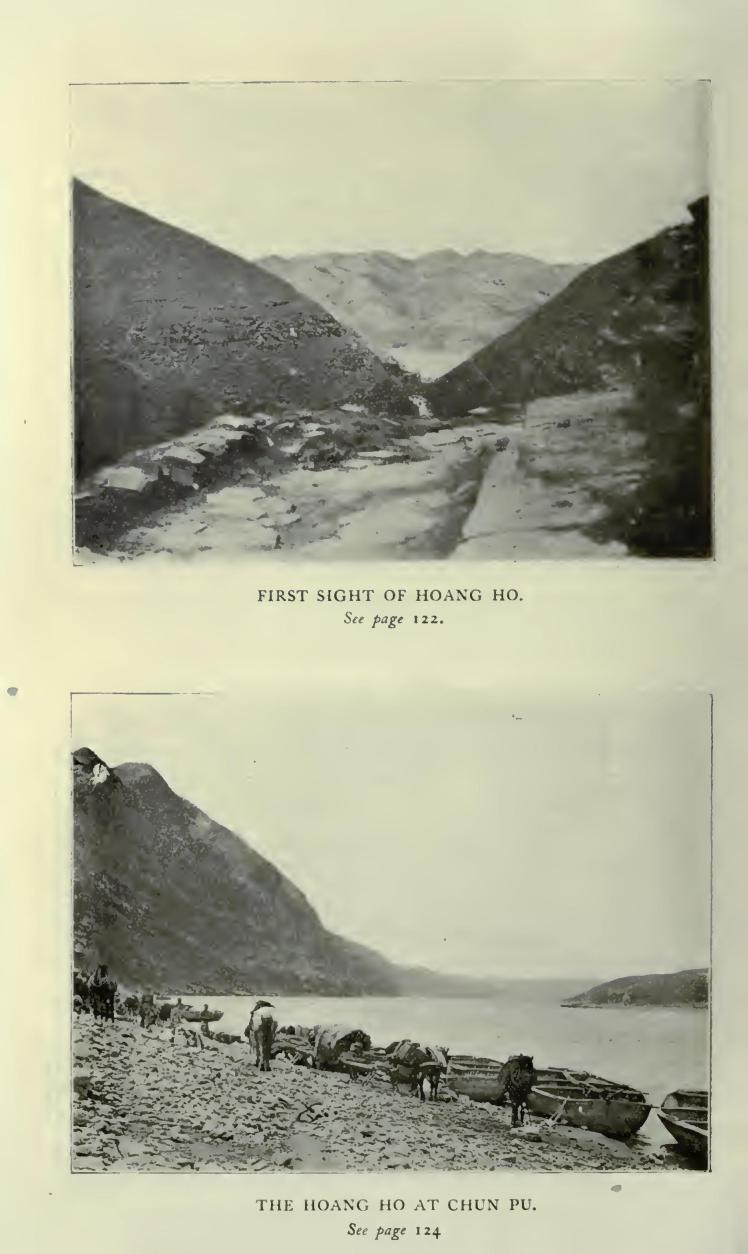 FIRST SIGHT OF HOANG HO.
See page 122.
THE HOANG HO AT CHUN PU.
See page 124